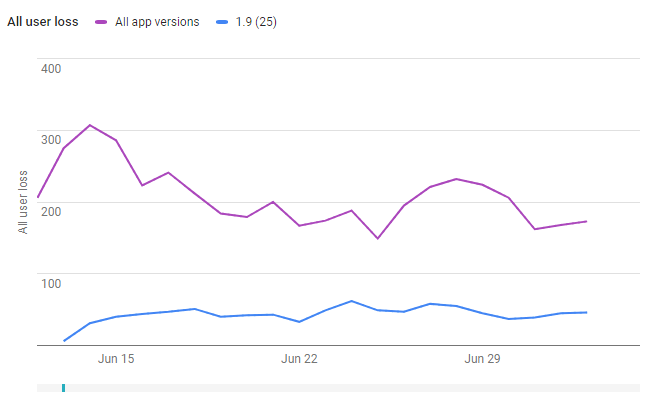 All user loss All app versions 1.9 (25)
400
300
200
100
All user loss
Jun 15 Jun 22 Jun 29